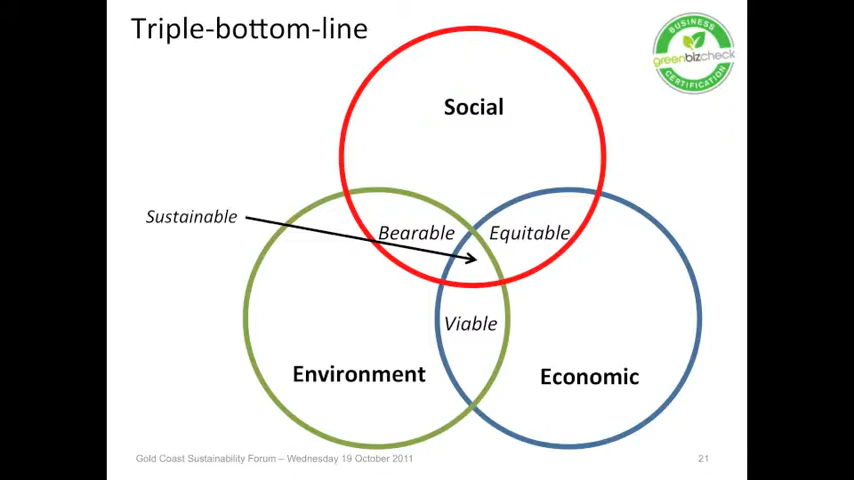 Triple-bottom-line
BUSINESS
greenbizcheck
CERTIFICATION
Social
Sustainable
Bearable
Equitable
Viable
Environment
Economic
Gold Coast Sustainability Forum – Wednesday 19 October 2011
21